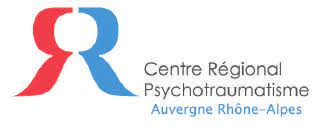 Centre Régional
Psychotraumatisme
Auvergne Rhône-Alpes